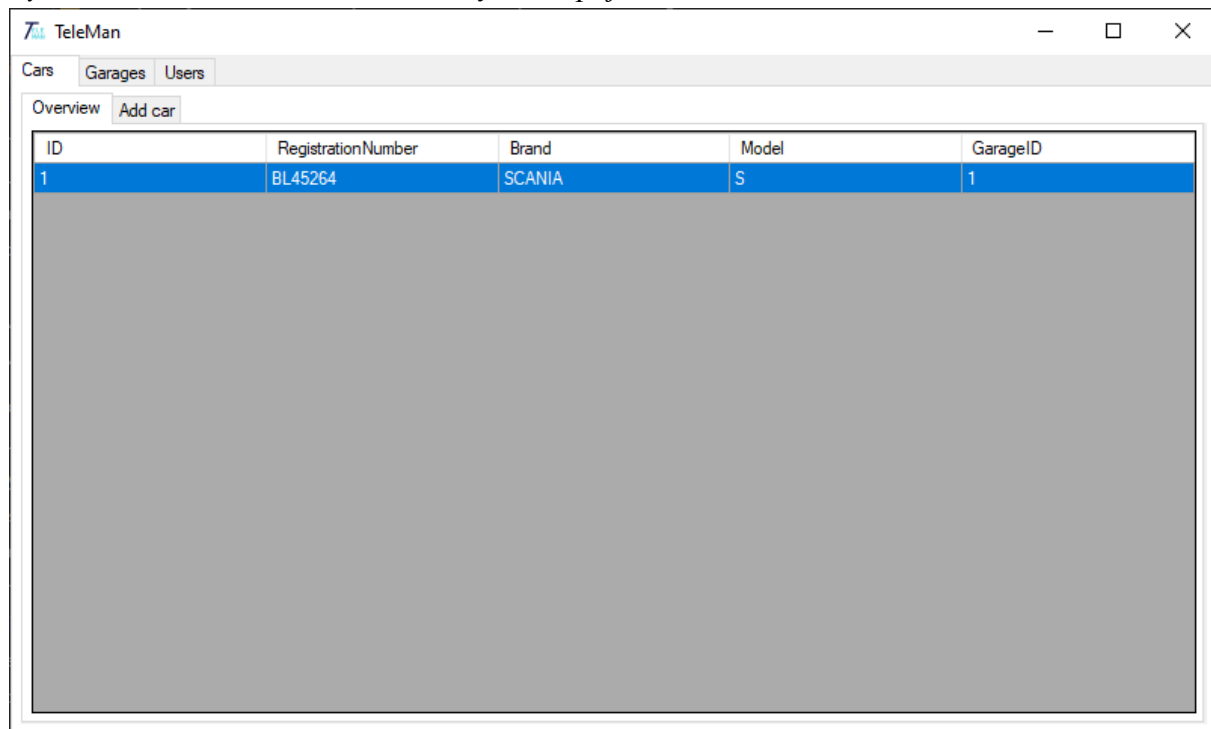 TeleMan
Cars Garages Users
Overview Add car
ID RegistrationNumber Brand Model GarageID
1 BL45264 SCANIA S 1